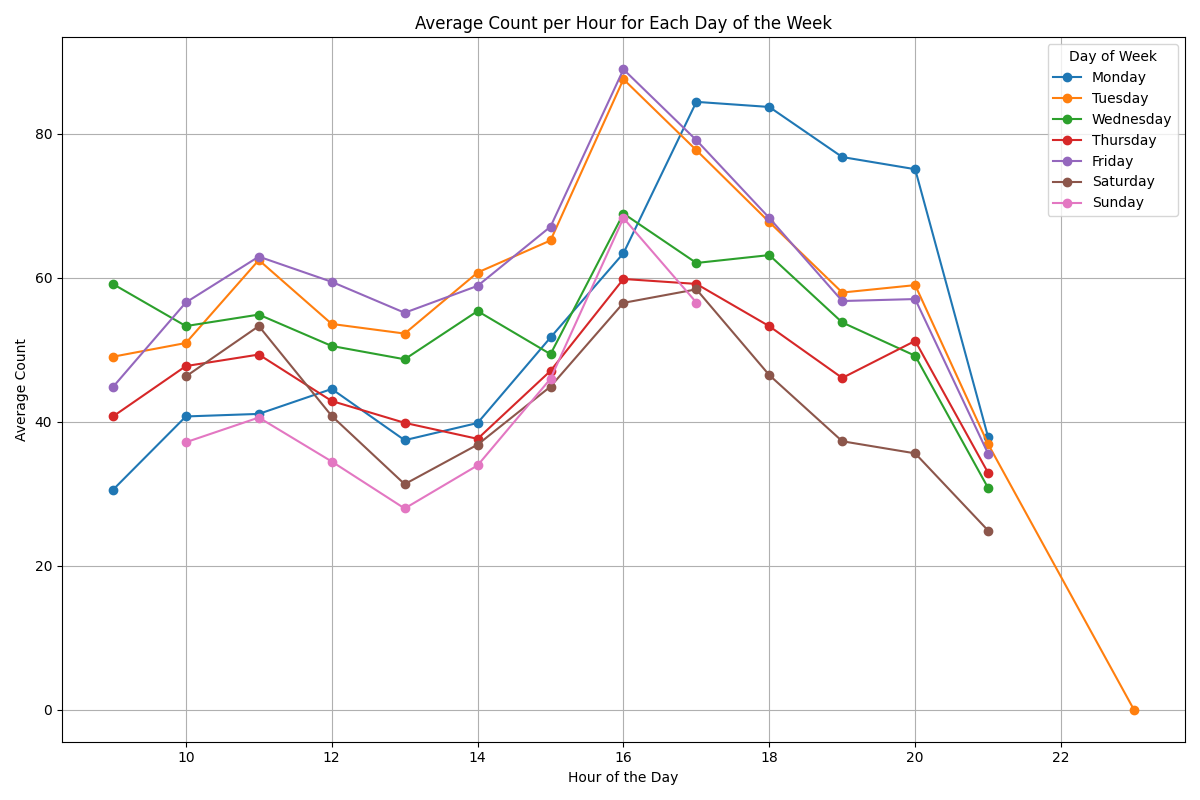 Average Count per Hour for Each Day of the Week
Day of Week
Monday
Tuesday
Wednesday
Thursday
Friday
Saturday
Sunday
Average Count
80
60
40
20
0
10 12 14 16 18 20 22
Hour of the Day